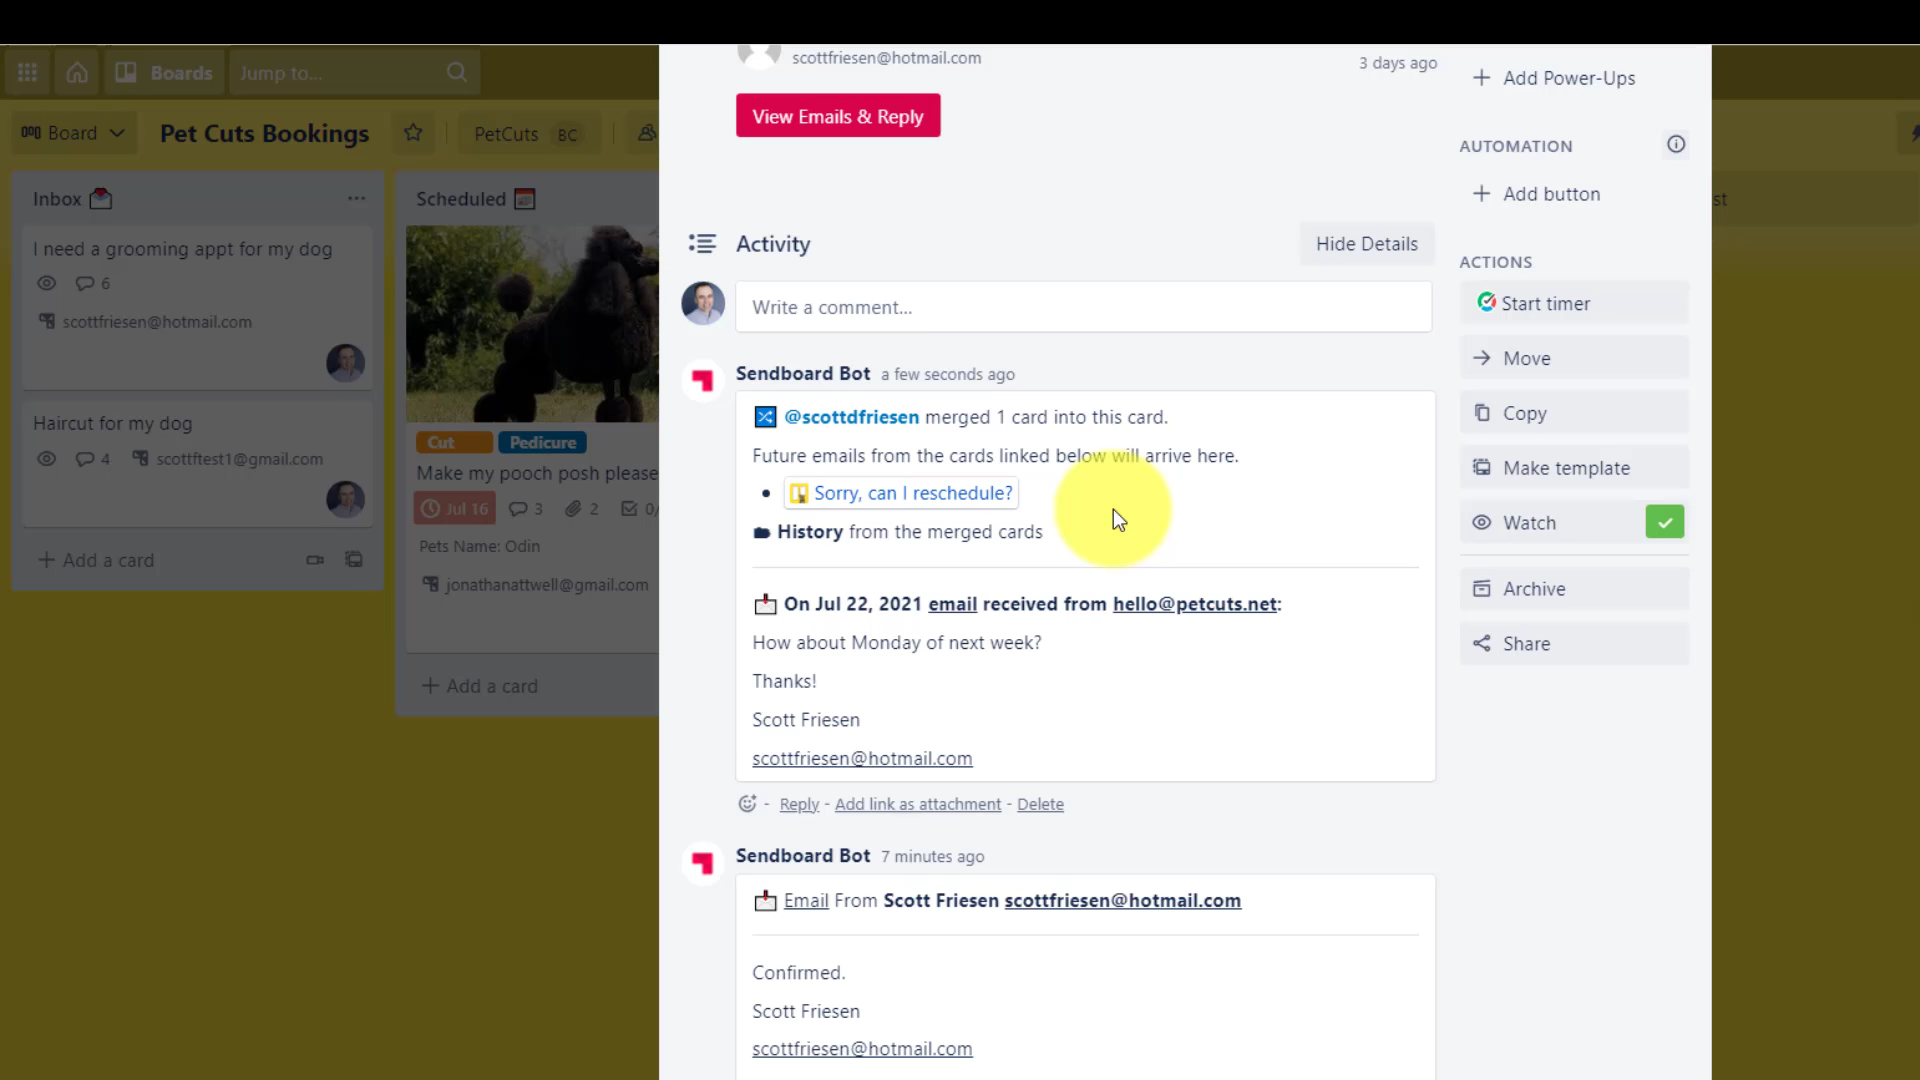 Boards
Jump to...
Board
Pet Cuts Bookings
PetCuts BC
Inbox
I need a grooming appt for my dog
6
scottfriesen@hotmail.com
Haircut for my dog
4
scottftest1@gmail.com
Add a card
Scheduled
Cut
Pedicure
Make my pooch posh please
Jul 16
3
2
0/
Pets Name: Odin
jonathanattwell@gmail.com
Add a card
scottfriesen@hotmail.com
3 days ago
View Emails & Reply
Activity
Hide Details
Write a comment...
Sendboard Bot a few seconds ago
@scottdfriesen merged 1 card into this card.
Future emails from the cards linked below will arrive here.
Sorry, can I reschedule?
History from the merged cards
On Jul 22, 2021 email received from hello@petcuts.net:
How about Monday of next week?
Thanks!
Scott Friesen
scottfriesen@hotmail.com
- Reply - Add link as attachment - Delete
Sendboard Bot 7 minutes ago
Email From Scott Friesen scottfriesen@hotmail.com
Confirmed.
Scott Friesen
scottfriesen@hotmail.com
Add Power-Ups
AUTOMATION
Add button
ACTIONS
Start timer
Move
Copy
Make template
Watch
Archive
Share
st